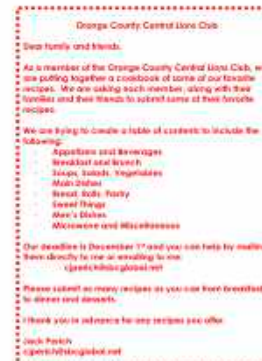 Orange County Central Lions Club
Dear family and friends,
As a member of the Orange County Central Lions Club, we
are putting together a cookbook of some of our favorite
recipes. We are asking each member, along with their
families and their friends to submit some of their favorite
recipes.
We are trying to create a table of contents to include the
following:
Appetizers and Beverages
Breakfast and Brunch
Soups, Salads, Vegetables
Main Dishes
Bread, Rolls, Pastry
Sweet Things
Men's Dishes
Microwave and Miscellaneous
Our deadline is December 1st and you can help by mailing
them directly to me or emailing to me
Please submit as many recipes as you can from breakfast
to dinner and desserts.
I thank you in advance for any recipes you offer.
Jack Perich